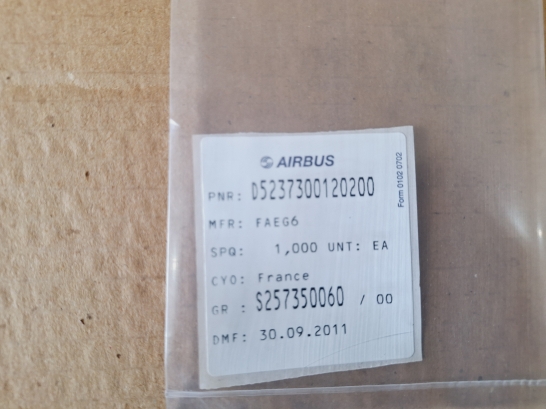 AIRBUS
PNR: D5237300120200
MFR: FAEG6
SPQ: 1,000 UNT: EA
CYO: France
GR : S257350060 / 00
DMF: 30.09.2011
Form 0102 0702